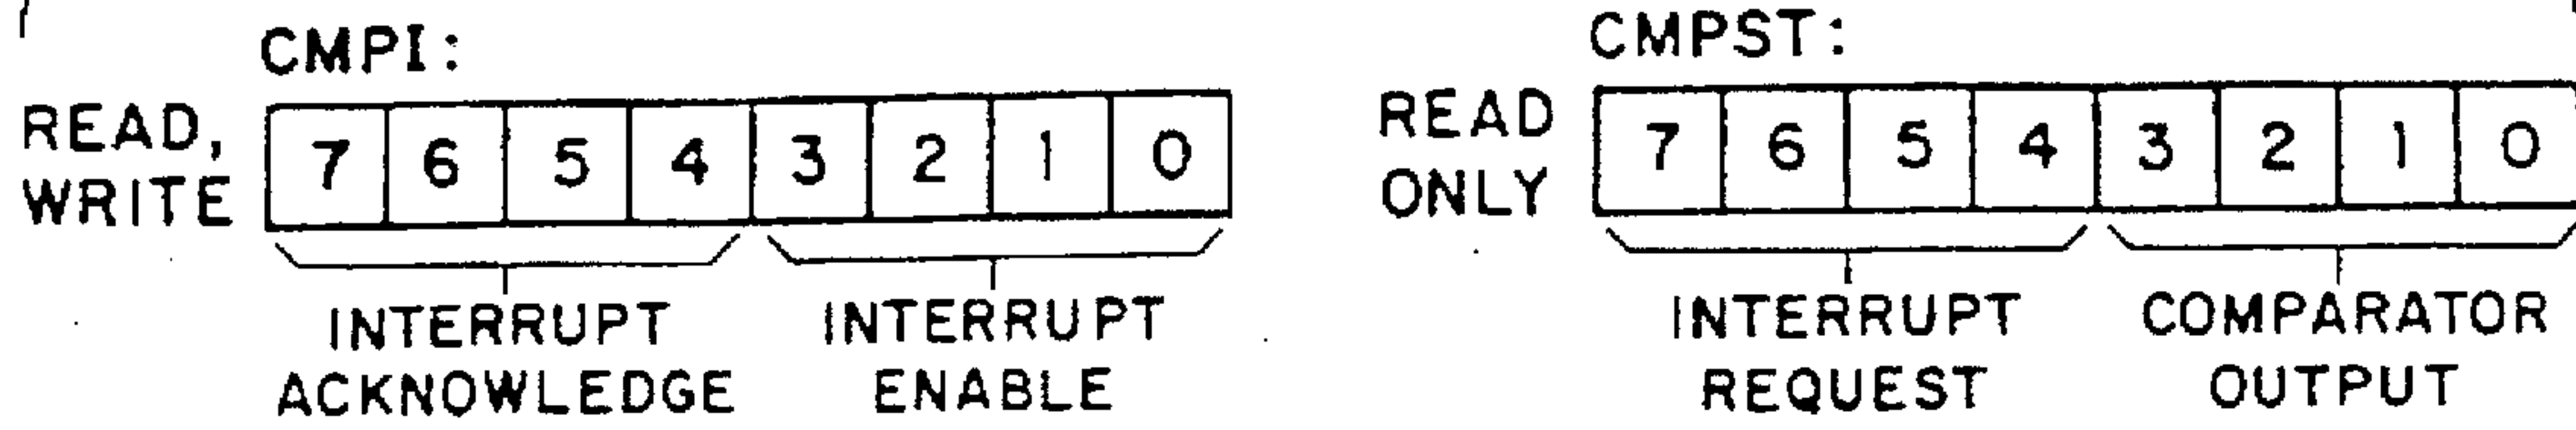 CMPI:
READ,
WRITE
7 6 5 4 3 2 1 0
INTERRUPT
ACKNOWLEDGE
INTERRUPT
ENABLE
CMPST:
READ
ONLY
7 6 5 4 3 2 1 0
INTERRUPT
REQUEST
COMPARATOR
OUTPUT